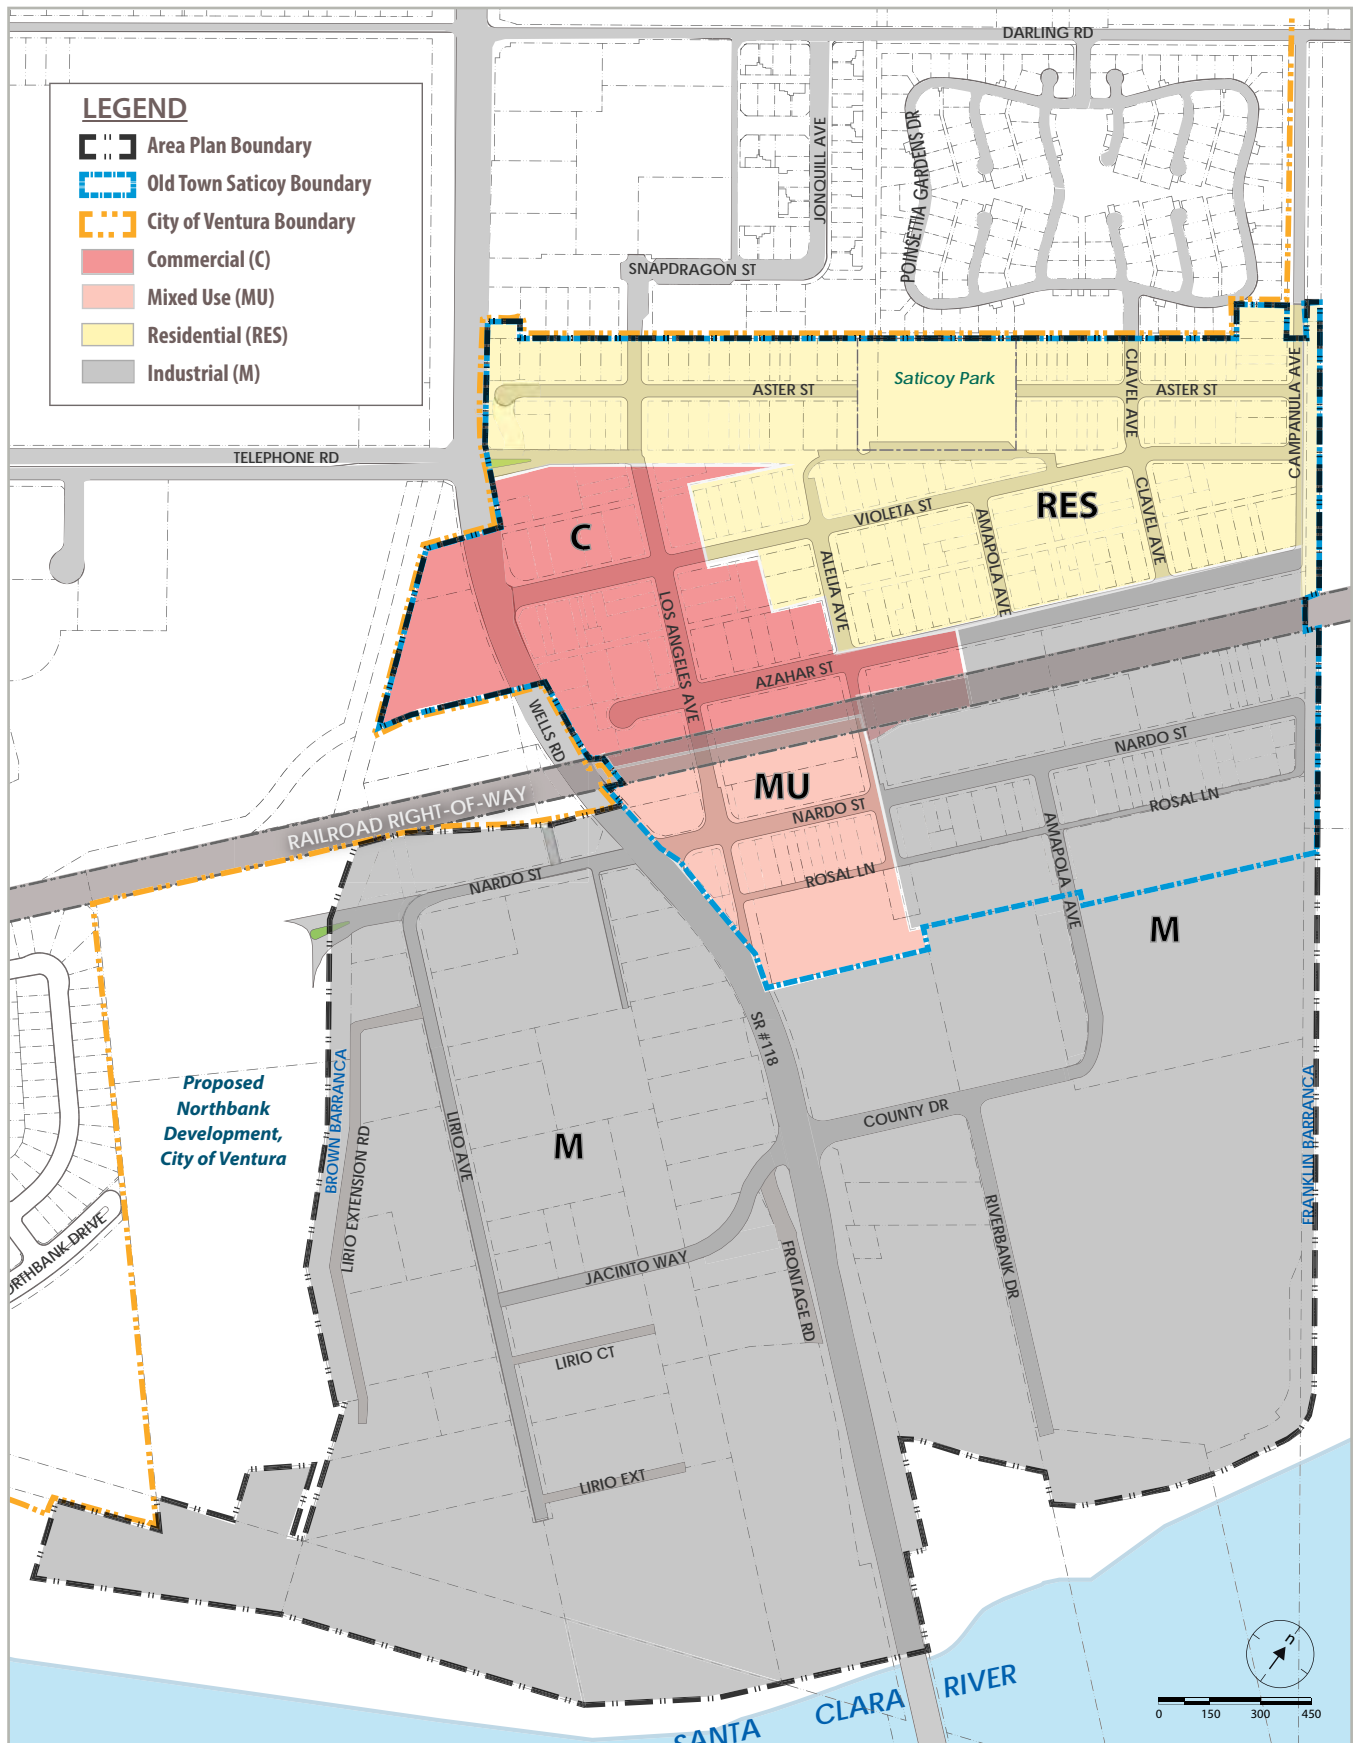 DARLING RD
LEGEND
Area Plan Boundary
Old Town Saticoy Boundary
City of Ventura Boundary
Commercial (C)
Mixed Use (MU)
Residential (RES)
Industrial (M)
JONQUILL AVE
POINSETTIA GARDENS DR
SNAPDRAGON ST
Saticoy Park
ASTER ST
CLAVEL AVE
ASTER ST
CAMPANULA AVE
TELEPHONE RD
C
VIOLETA ST
RES
AMAPOLA AVE
CLAVEL AVE
ALELIA AVE
LOS ANGELES AVE
AZAHAR ST
WELLS RD
NARDO ST
MU
RAILROAD RIGHT-OF-WAY
NARDO ST
ROSAL LN
AMAPOLA AVE
NARDO ST
ROSAL LN
M
SR #118
Proposed
Northbank
Development,
City of Ventura
BROWN BARRANCA
LIRIO EXTENSION RD
LIRIO AVE
M
COUNTY DR
FRANKLIN BARRANCA
RIVERBANK DR
ORTHBANK DRIVE
JACINTO WAY
FRONTAGE RD
LIRIO CT
LIRIO EXT
n
SANTA CLARA RIVER
0 150 300 450